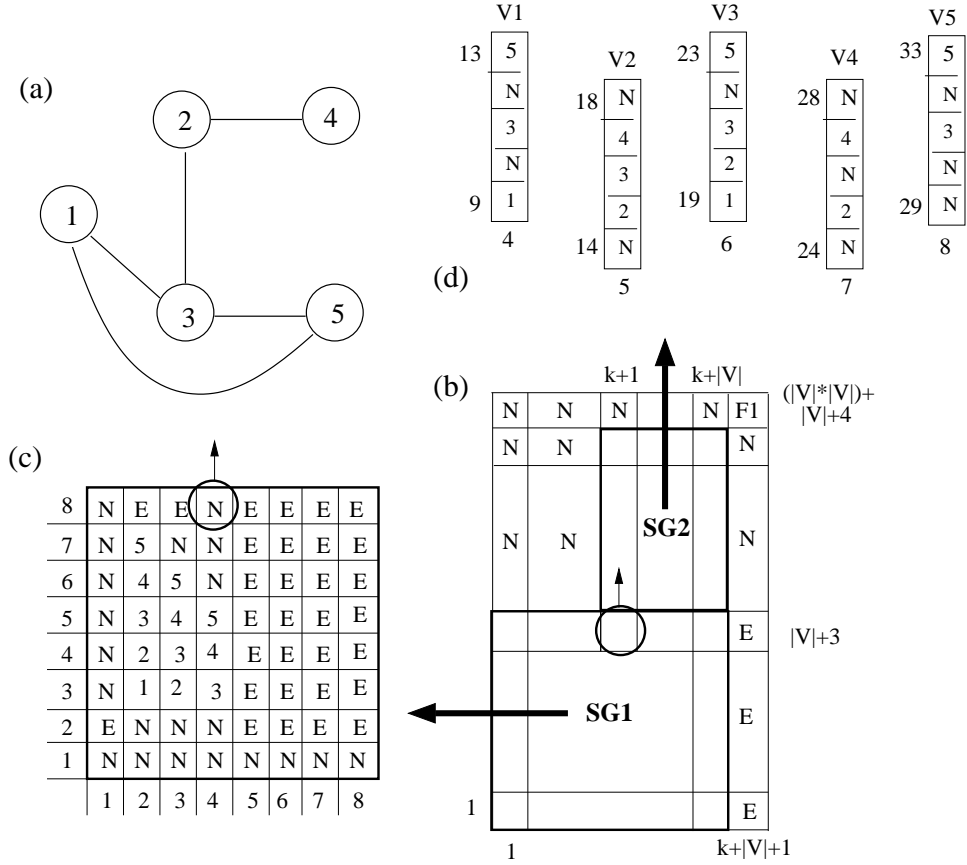 (a)
1
2
3
4
5
(d)
V1
13 5
N
3
N
9 1
4
V2
18 N
4
3
2
14 N
5
V3
23 5
N
3
2
19 1
6
V4
28 N
4
N
2
24 N
7
V5
33 5
N
3
N
29 N
8
(c)
8 N E E N E E E E
7 N 5 N N E E E E
6 N 4 5 N E E E E
5 N 3 4 5 E E E E
4 N 2 3 4 E E E E
3 N 1 2 3 E E E E
2 E N N N E E E E
1 N N N N N N N N
1 2 3 4 5 6 7 8
(b)
k+1 k+|V|
N N N N F1 (|V|*|V|)+
|V|+4
N N N
N N SG2 N
E |V|+3
SG1 E
1 E
1 k+|V|+1